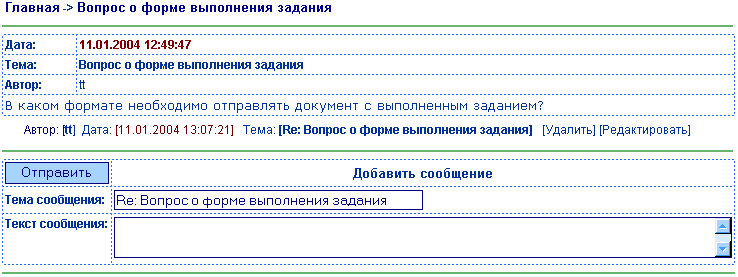 Главная -> Вопрос о форме выполнения задания
Дата: 11.01.2004 12:49:47
Тема: Вопрос о форме выполнения задания
Автор: tt
В каком формате необходимо отправлять документ с выполненным заданием?
Автор: [tt] Дата: [11.01.2004 13:07:21] Тема: [Re: Вопрос о форме выполнения задания] [Удалить] [Редактировать]
Отправить Добавить сообщение
Тема сообщения: Re: Вопрос о форме выполнения задания
Текст сообщения: